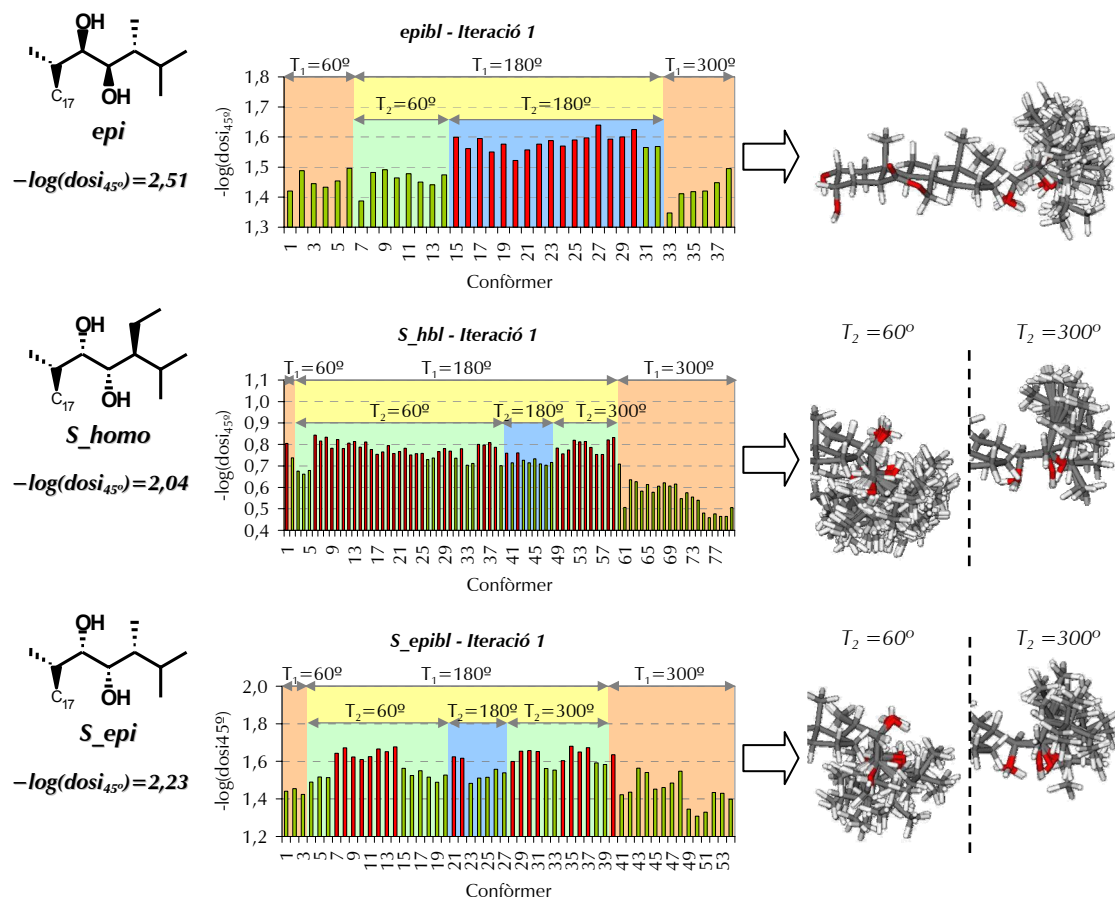 OH
OH
C17
epi
−log(dosi45º)=2,51
epibl - Iteració 1
T1=60º
T1=180º
T1=300º
T2=60º
T2=180º
-log(dosi45º)
1,8
1,7
1,6
1,5
1,4
1,3
1 3 5 7 9 11 13 15 17 19 21 23 25 27 29 31 33 35 37
Confòrmer
OH
OH
C17
S_homo
−log(dosi45º)=2,04
S_hbl - Iteració 1
T1=60º
T1=180º
T1=300º
T2=60º
T2=180º
T2=300º
-log(dosi45º)
1,1
1,0
0,9
0,8
0,7
0,6
0,5
0,4
1 5 9 13 17 21 25 29 33 37 41 45 49 53 57 61 65 69 73 77
Confòrmer
T2=60º
T2=300º
OH
OH
C17
S_epi
−log(dosi45º)=2,23
S_epibl - Iteració 1
T1=60º
T1=180º
T1=300º
T2=60º
T2=180º
T2=300º
-log(dosi45º)
2,0
1,8
1,6
1,4
1,2
1 3 5 7 9 11 13 15 17 19 21 23 25 27 29 31 33 35 37 39 41 43 45 47 49 51 53
Confòrmer
T2=60º
T2=300º